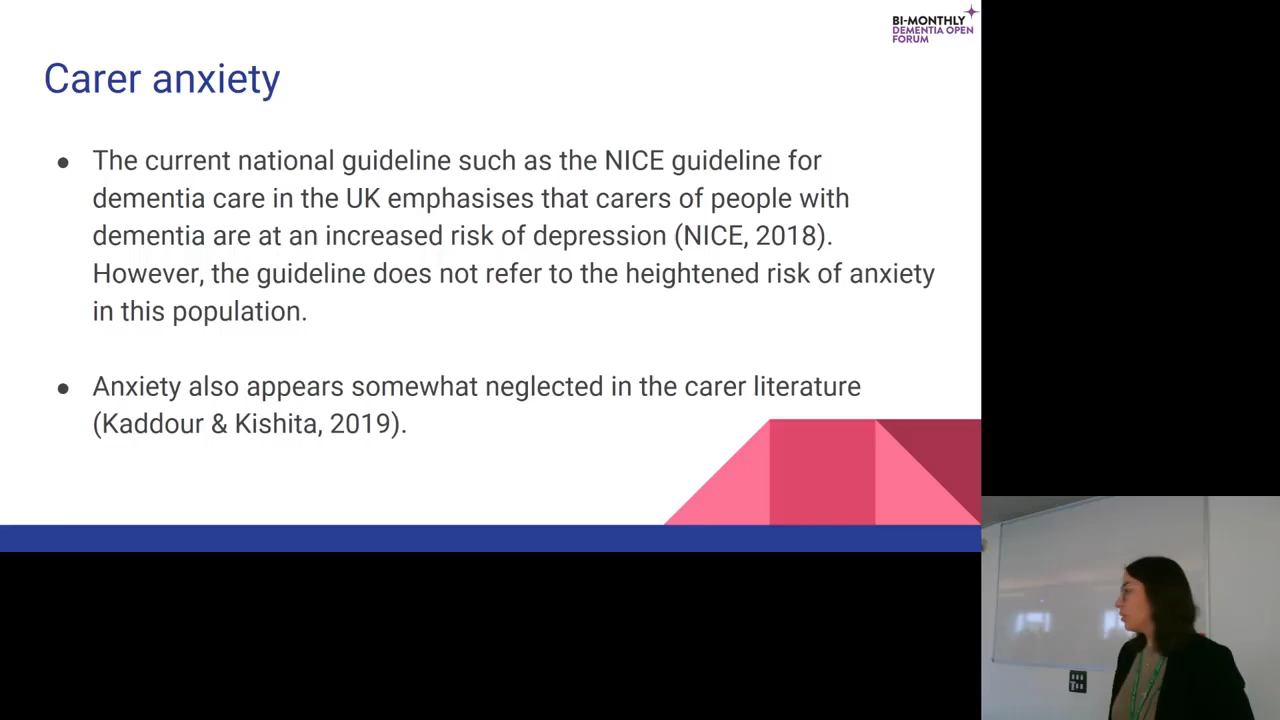 BI-MONTHLY
DEMENTIA OPEN
FORUM
Carer anxiety
● The current national guideline such as the NICE guideline for
dementia care in the UK emphasises that carers of people with
dementia are at an increased risk of depression (NICE, 2018).
However, the guideline does not refer to the heightened risk of anxiety
in this population.
● Anxiety also appears somewhat neglected in the carer literature
(Kaddour & Kishita, 2019).